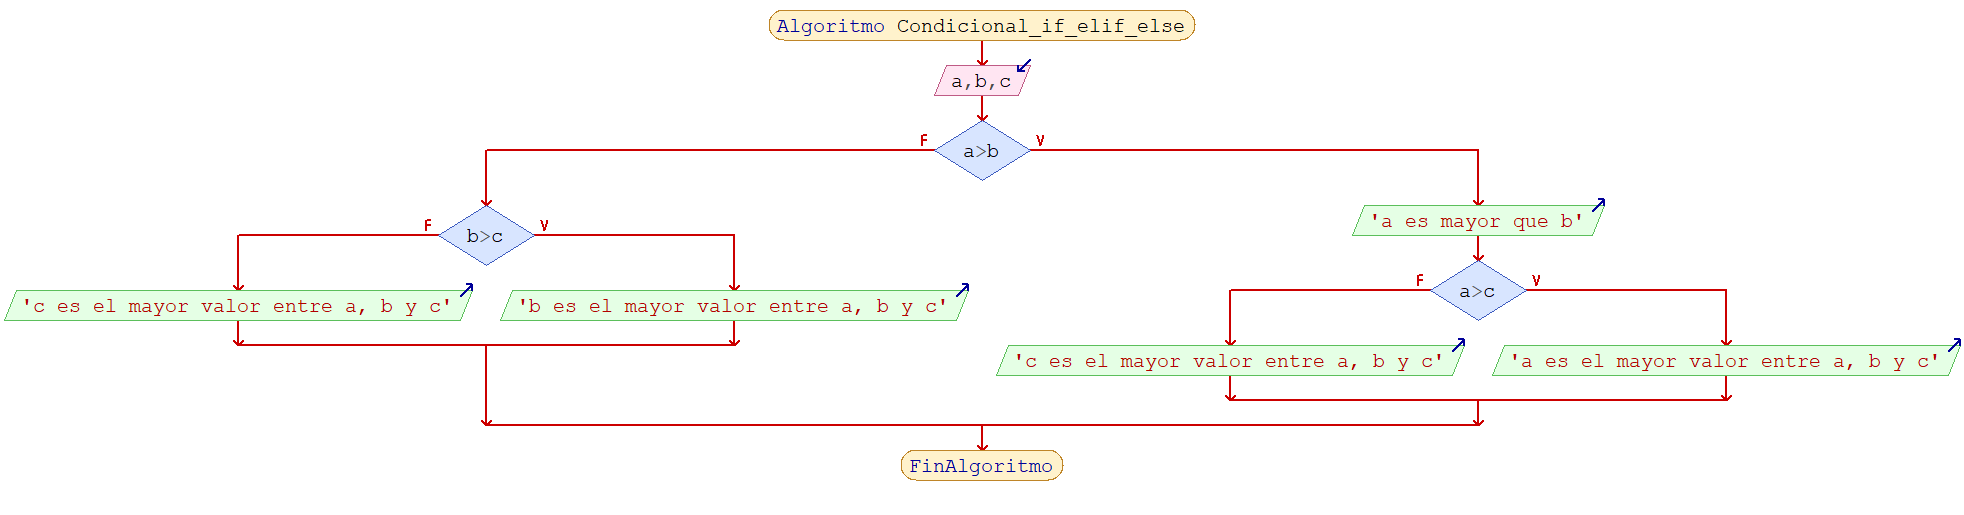 Algoritmo Condicional_if_elif_else
a,b,c
a>b
F
V
b>c
F
V
'c es el mayor valor entre a, b y c'
'b es el mayor valor entre a, b y c'
'a es mayor que b'
a>c
F
V
'c es el mayor valor entre a, b y c'
'a es el mayor valor entre a, b y c'
FinAlgoritmo